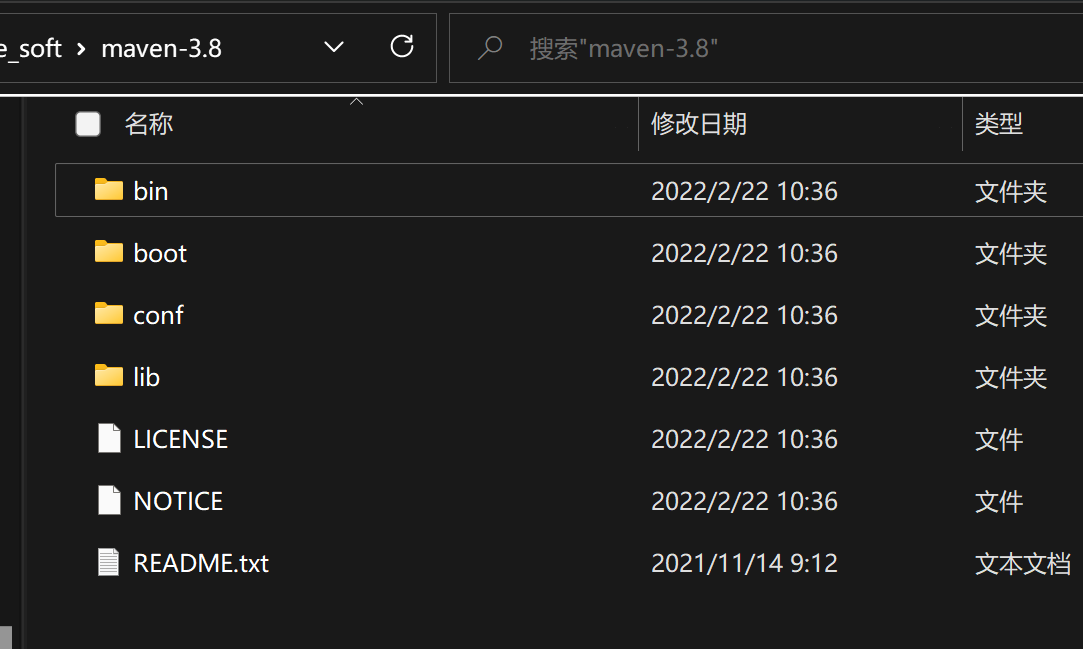 e_soft › maven-3.8 搜索"maven-3.8"
名称 修改日期 类型
bin 2022/2/22 10:36 文件夹
boot 2022/2/22 10:36 文件夹
conf 2022/2/22 10:36 文件夹
lib 2022/2/22 10:36 文件夹
LICENSE 2022/2/22 10:36 文件
NOTICE 2022/2/22 10:36 文件
README.txt 2021/11/14 9:12 文本文档